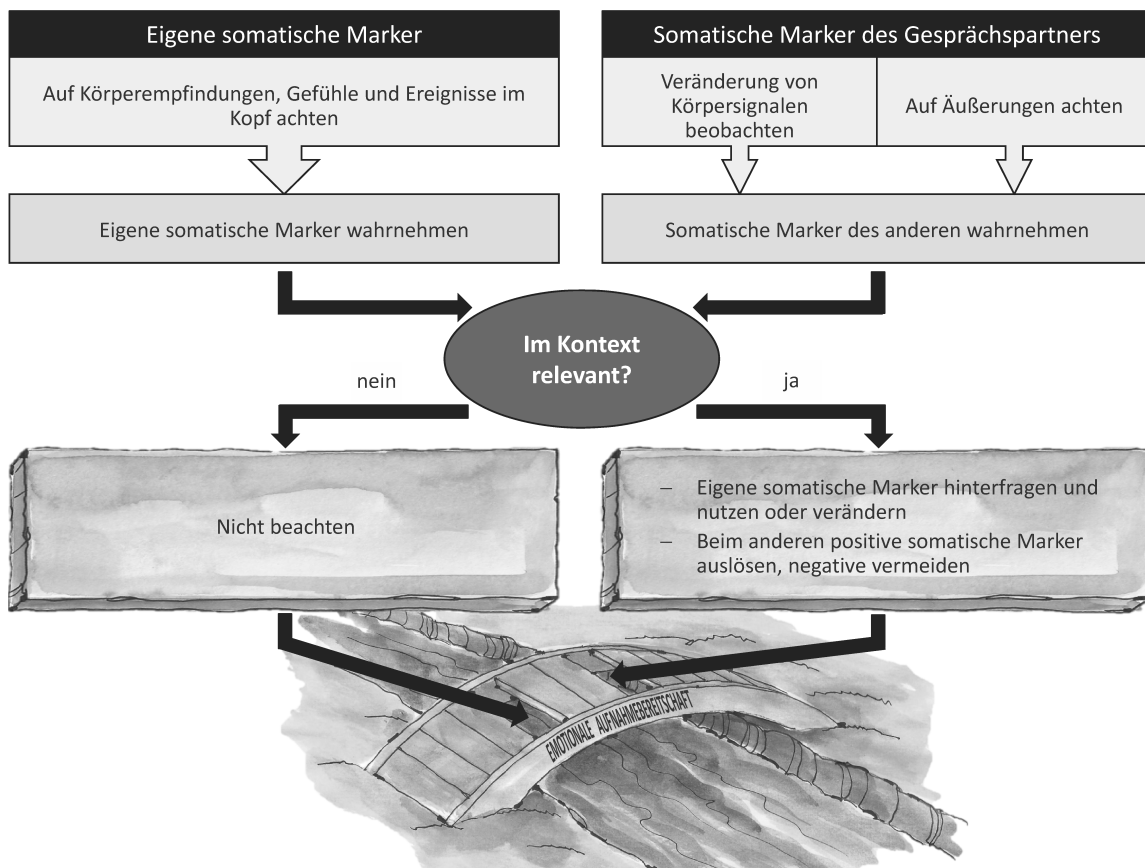 Eigene somatische Marker
Somatische Marker des Gesprächspartners
Auf Körperempfindungen, Gefühle und Ereignisse im
Kopf achten
Veränderung von
Körpersignalen
beobachten
Auf Äußerungen achten
Eigene somatische Marker wahrnehmen
Somatische Marker des anderen wahrnehmen
Im Kontext
relevant?
nein
ja
Nicht beachten
– Eigene somatische Marker hinterfragen und
nutzen oder verändern
– Beim anderen positive somatische Marker
auslösen, negative vermeiden
EMOTIONALE AUFNAHMEBEREITSCHAFT